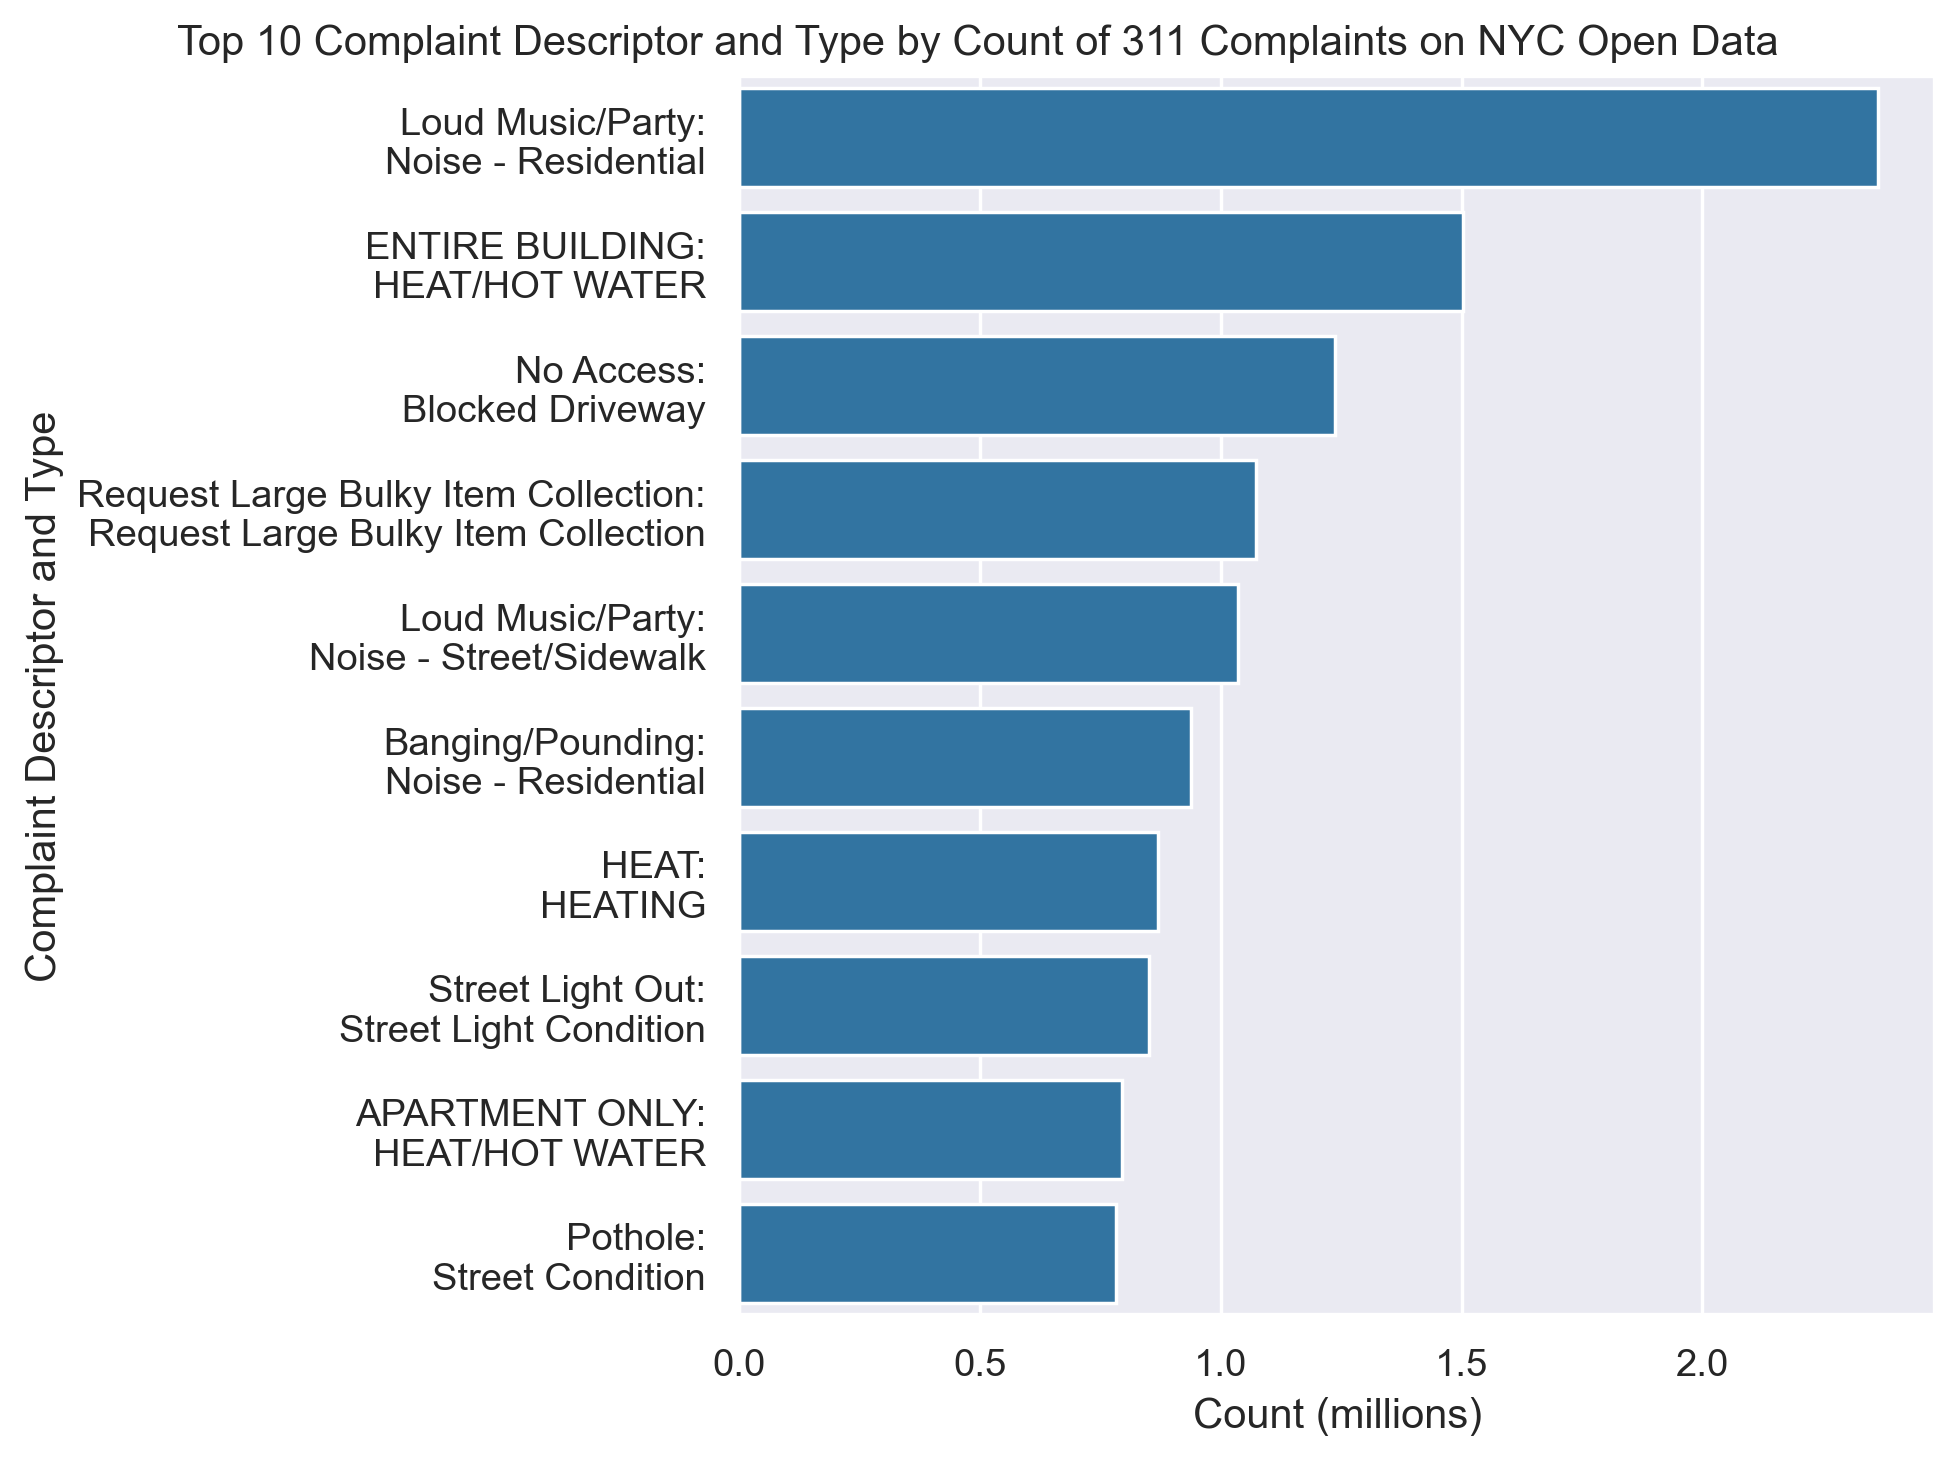 Top 10 Complaint Descriptor and Type by Count of 311 Complaints on NYC Open Data
Complaint Descriptor and Type
Loud Music/Party:
Noise - Residential
ENTIRE BUILDING:
HEAT/HOT WATER
No Access:
Blocked Driveway
Request Large Bulky Item Collection:
Request Large Bulky Item Collection
Loud Music/Party:
Noise - Street/Sidewalk
Banging/Pounding:
Noise - Residential
HEAT:
HEATING
Street Light Out:
Street Light Condition
APARTMENT ONLY:
HEAT/HOT WATER
Pothole:
Street Condition
0.0 0.5 1.0 1.5 2.0
Count (millions)